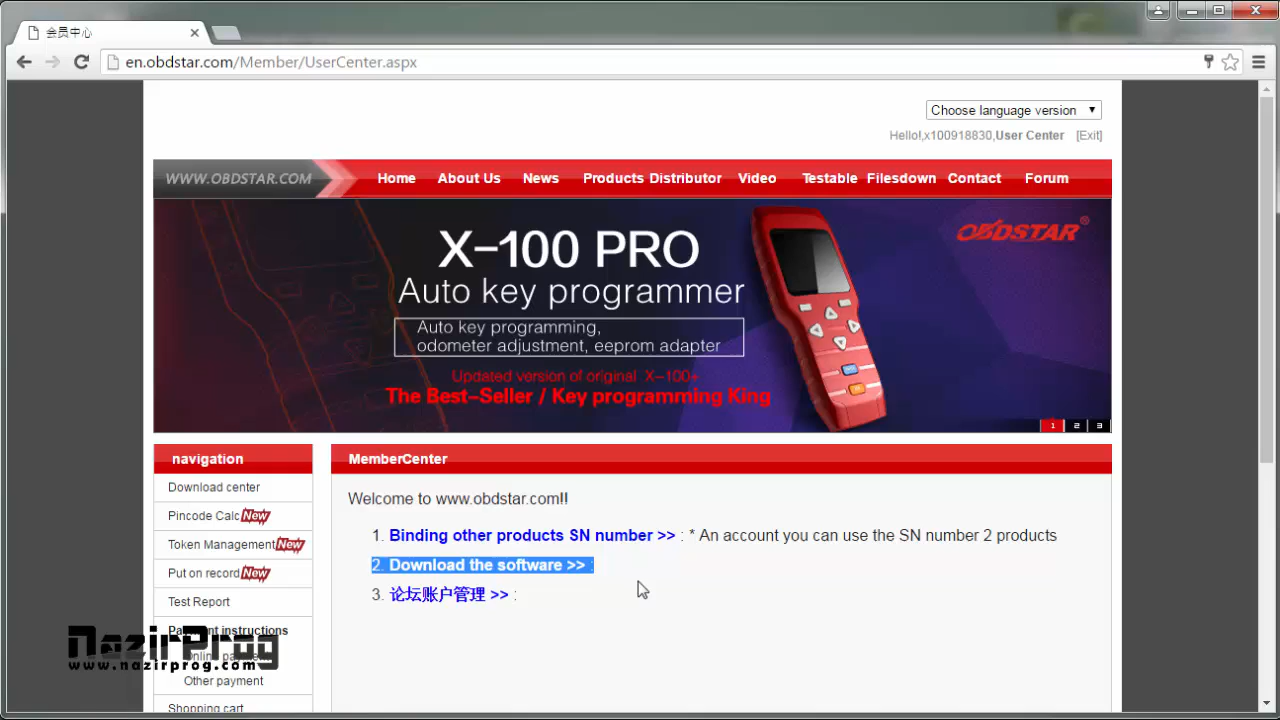 会员中心
en.obdstar.com/Member/UserCenter.aspx
Choose language version
Hello!,x100918830,User Center [Exit]
WWW.OBDSTAR.COM
Home About Us News Products Distributor Video Testable Filesdown Contact Forum
X-100 PRO
OBDSTAR®
Auto key programmer
Auto key programming,
odometer adjustment, eeprom adapter
Updated version of original X-100+
The Best-Seller / Key programming King
1 2 3
navigation
Download center
Pincode Calc New
Token Management New
Put on record New
Test Report
Payment instructions
Online payment
Other payment
Shopping cart
NazirProg
www.nazirprog.com
MemberCenter
Welcome to www.obdstar.com!!
1. Binding other products SN number >> : * An account you can use the SN number 2 products
2. Download the software >> :
3. 论坛账户管理 >> :